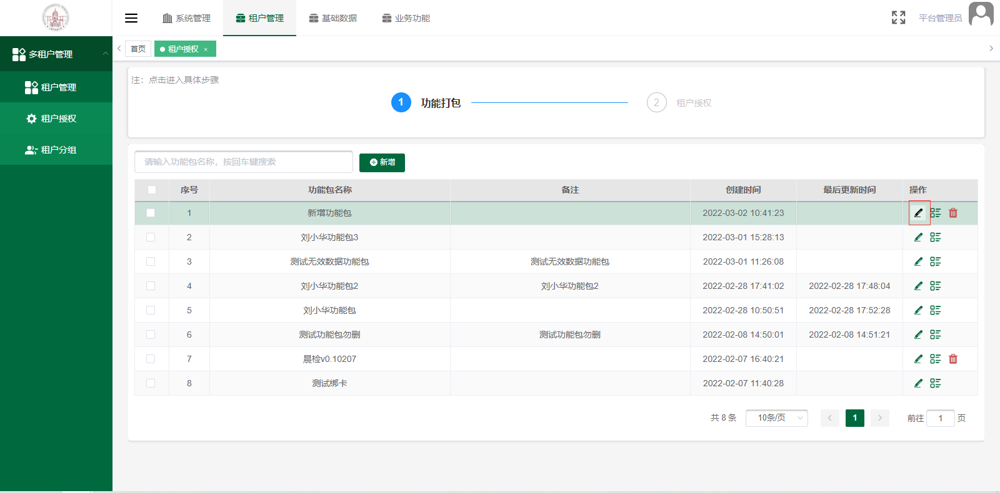 系统管理 租户管理 基础数据 业务功能 平台管理员
多租户管理
租户管理
租户授权
租户分组
首页 租户授权 ×
注：点击进入具体步骤
1 功能打包 2 租户授权
请输入功能包名称，按回车键搜索 新增
序号 功能包名称 备注 创建时间 最后更新时间 操作
1 新增功能包 2022-03-02 10:41:23
2 刘小华功能包3 2022-03-01 15:28:13
3 测试无效数据功能包 测试无效数据功能包 2022-03-01 11:26:08
4 刘小华功能包2 刘小华功能包2 2022-02-28 17:41:02 2022-02-28 17:48:04
5 刘小华功能包 2022-02-28 10:50:51 2022-02-28 17:52:28
6 测试功能包勿删 测试功能包勿删 2022-02-08 14:50:01 2022-02-08 14:51:21
7 晨检v0.10207 2022-02-07 16:40:21
8 测试绑卡 2022-02-07 11:40:28
共 8 条 10条/页 1 前往 1 页